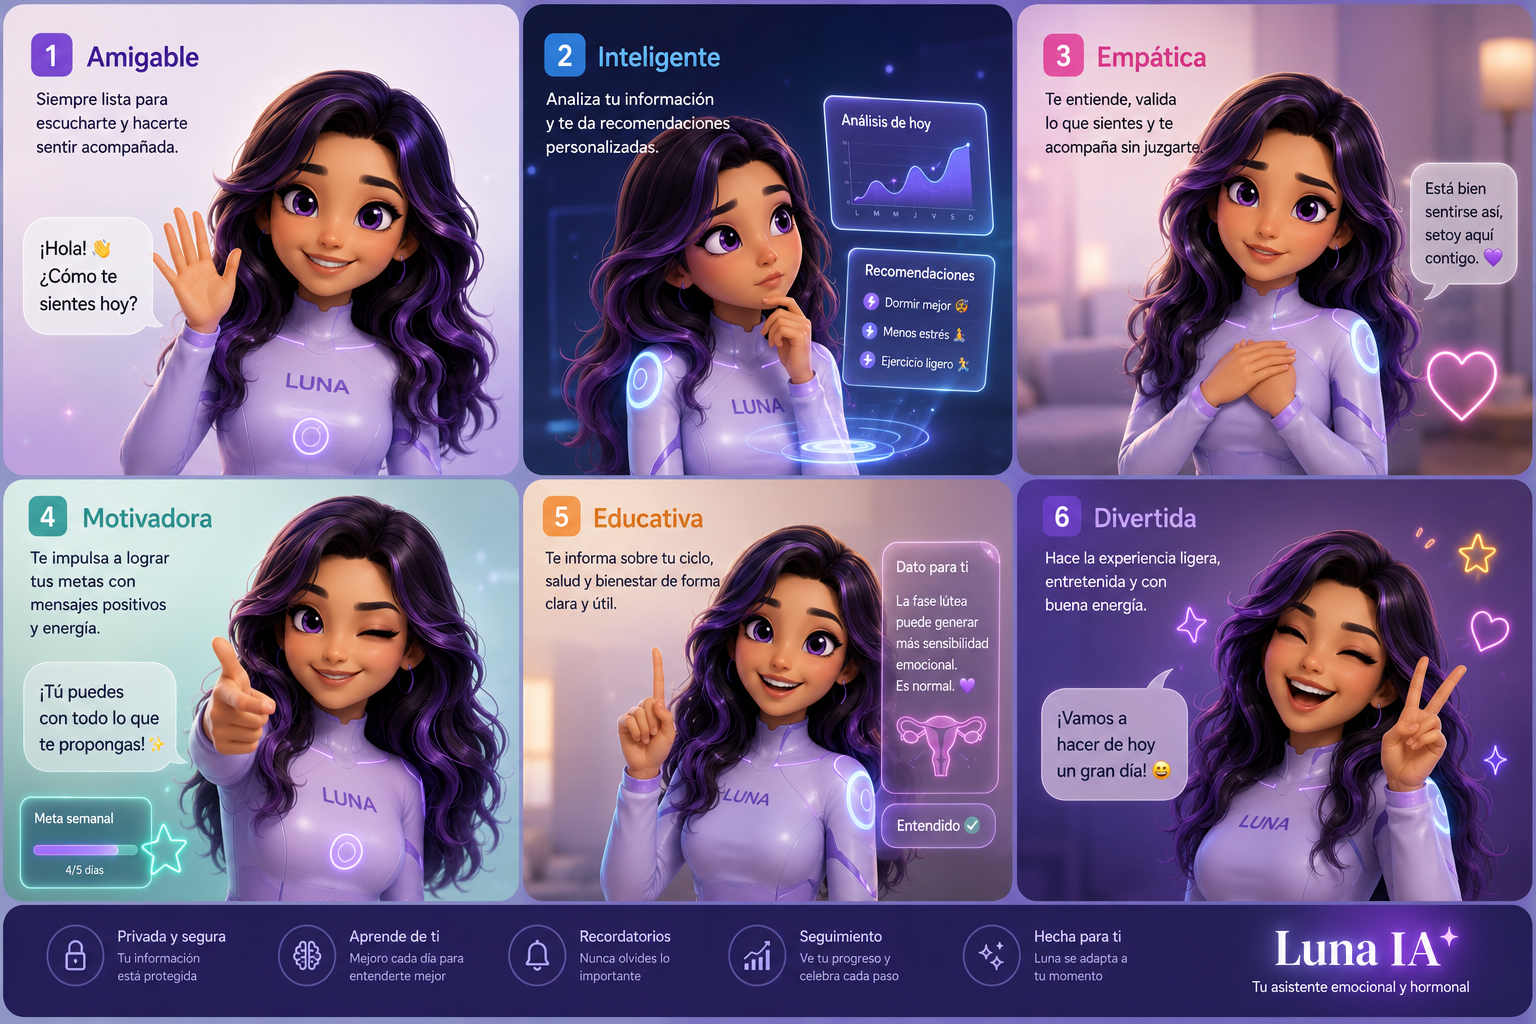 1 Amigable
Siempre lista para
escucharte y hacerte
sentir acompañada.
¡Hola! 👋
¿Cómo te
sientes hoy?
LUNA
2 Inteligente
Analiza tu información
y te da recomendaciones
personalizadas.
Análisis de hoy
L M M J V S D
Recomendaciones
Dormir mejor 😴
Menos estrés 🧘
Ejercicio ligero 🏃
LUNA
3 Empática
Te entiende, valida
lo que sientes y te
acompaña sin juzgarte.
Está bien
sentirse así,
setoy aquí
contigo. 💜
4 Motivadora
Te impulsa a lograr
tus metas con
mensajes positivos
y energía.
¡Tú puedes
con todo lo que
te propongas! ✨
Meta semanal
4/5 dias
LUNA
5 Educativa
Te informa sobre tu ciclo,
salud y bienestar de forma
clara y útil.
Dato para ti
La fase lútea
puede generar
más sensibilidad
emocional.
Es normal. 💜
Entendido ✅
LUNA
6 Divertida
Hace la experiencia ligera,
entretenida y con
buena energía.
¡Vamos a
hacer de hoy
un gran día! 😄
LUNA
Privada y segura
Tu información
está protegida
Aprende de ti
Mejoro cada día para
entenderte mejor
Recordatorios
Nunca olvides lo
importante
Seguimiento
Ve tu progreso y
celebra cada paso
Hecha para ti
Luna se adapta a
tu momento
Luna IA
Tu asistente emocional y hormonal